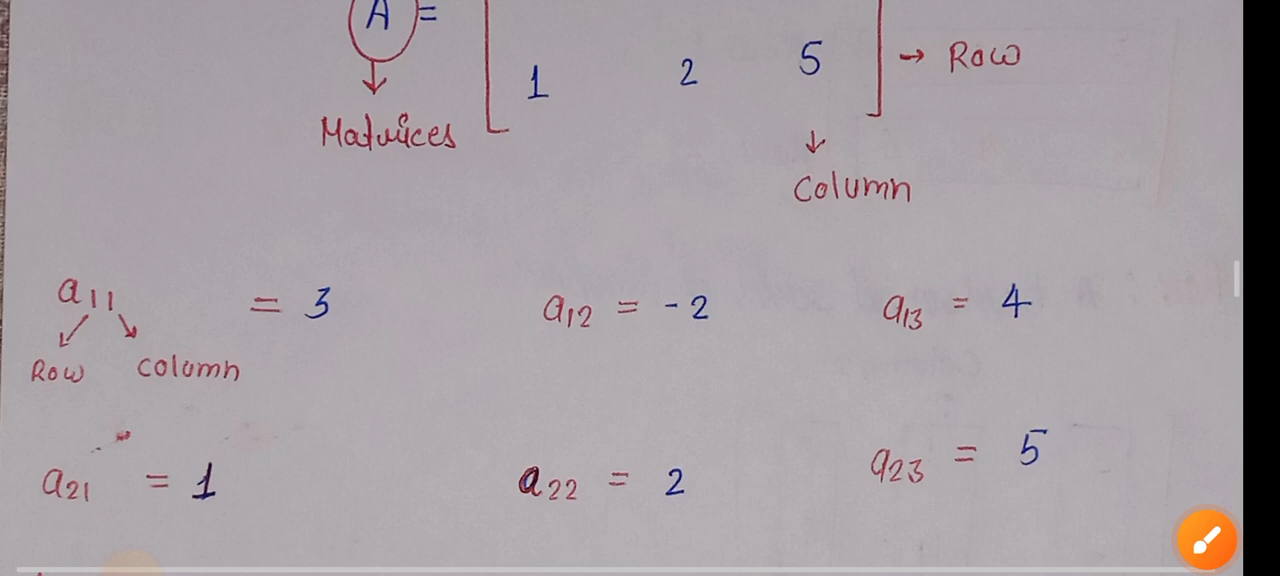 A =
1 2 5 → Row
Matrices
Column
a11 = 3 a12 = -2 a13 = 4
Row Column
a21 = 1 a22 = 2 a23 = 5